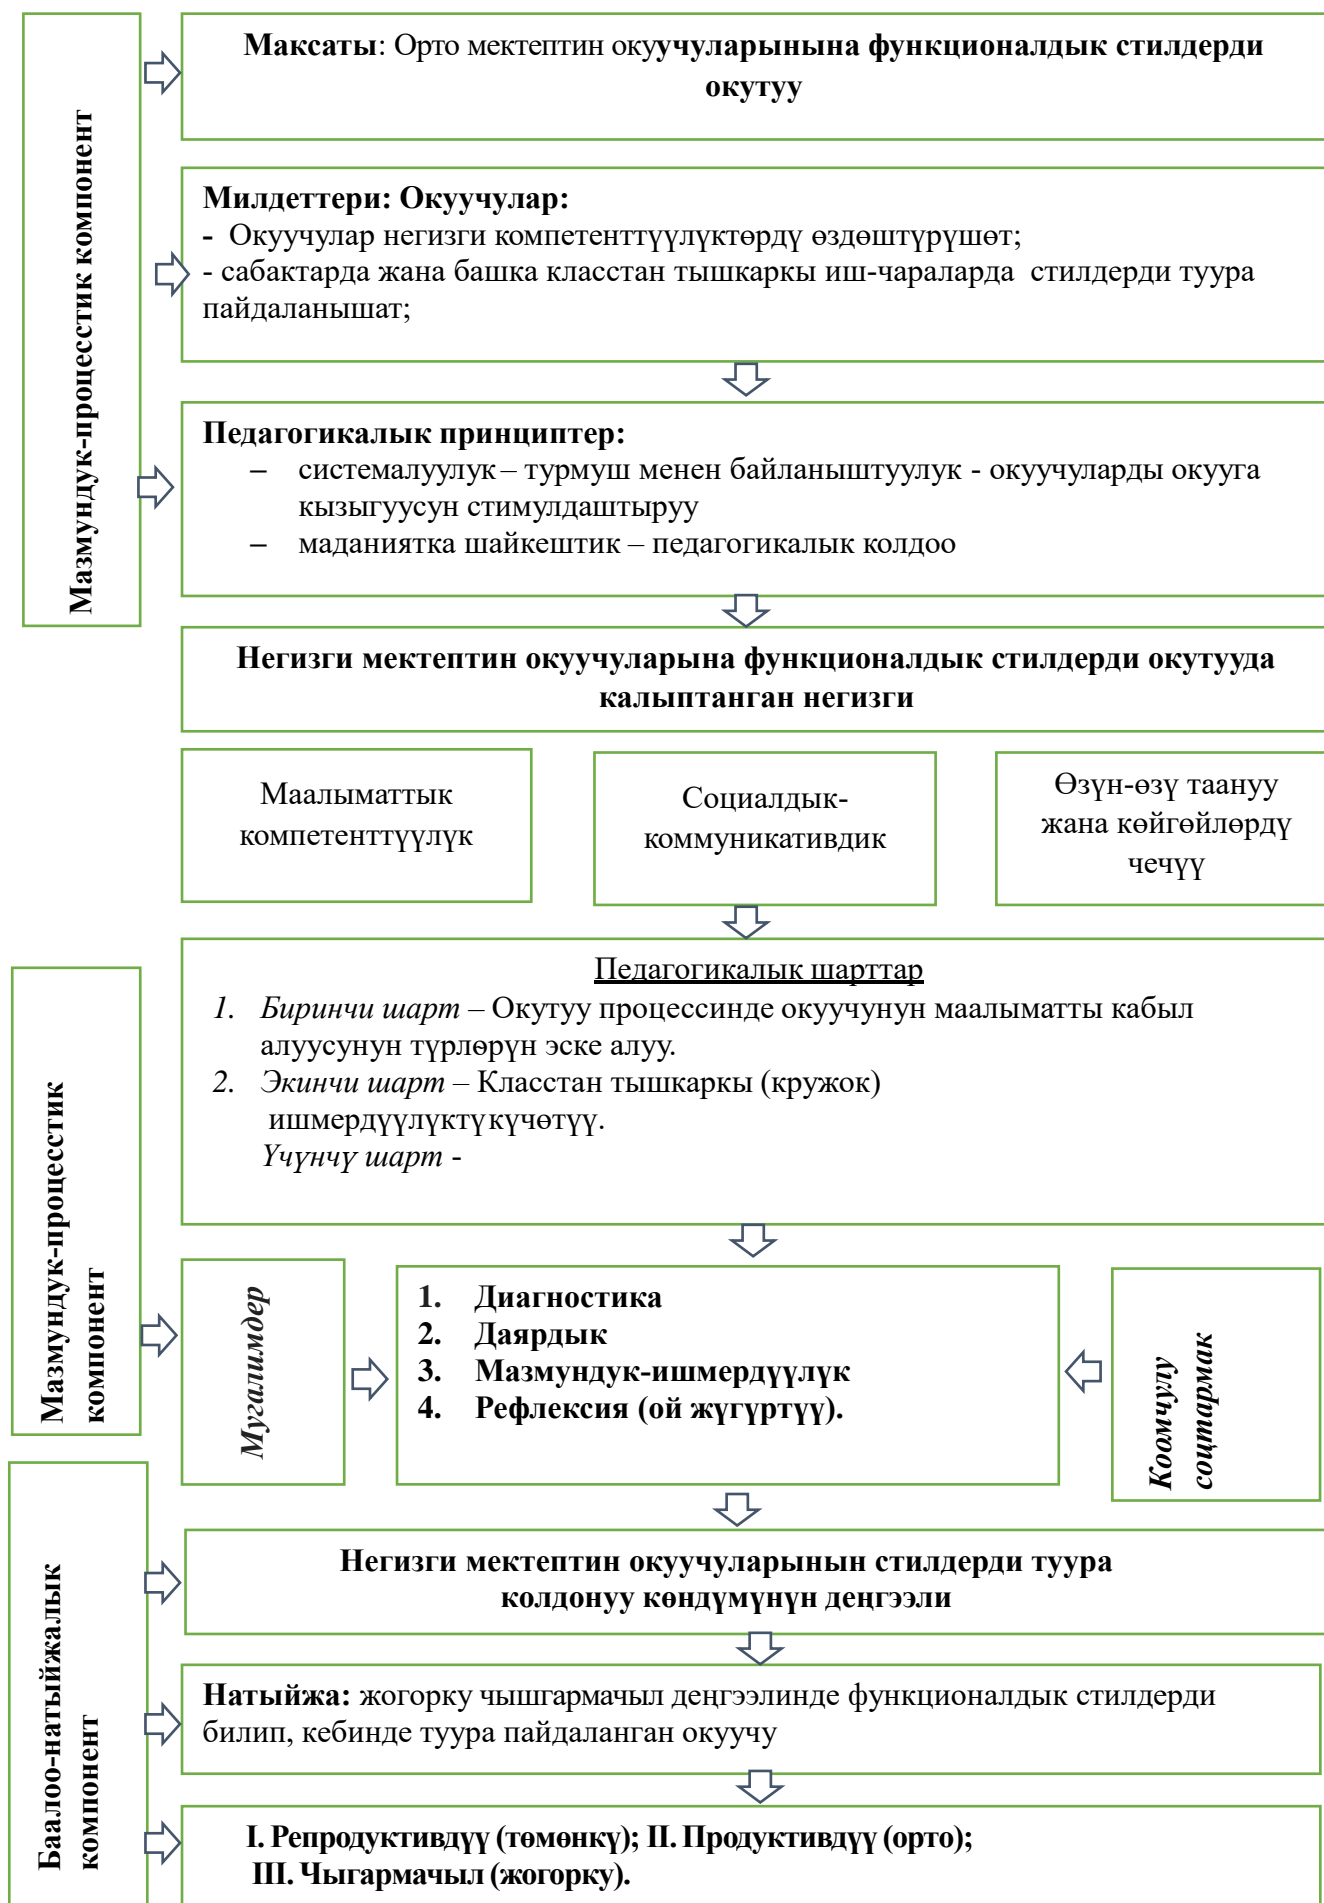 Мазмундук-процесстик компонент
Максаты: Орто мектептин окуучуларынына функционалдык стилдерди
окутуу
Милдеттери: Окуучулар:
- Окуучулар негизги компетенттүүлүктөрдү өздөштүрүшөт;
- сабактарда жана башка класстан тышкаркы иш-чараларда стилдерди туура
пайдаланышат;
Педагогикалык принциптер:
– системалуулук – турмуш менен байланыштуулук - окуучуларды окууга
кызыгуусун стимулдаштыруу
– маданиятка шайкештик – педагогикалык колдоо
Негизги мектептин окуучуларына функционалдык стилдерди окутууда
калыптанган негизги
Маалыматтык
компетенттүүлүк
Социалдык-
коммуникативдик
Өзүн-өзү таануу
жана көйгөйлөрдү
чечүү
Мазмундук-процесстик
компонент
Педагогикалык шарттар
1. Биринчи шарт – Окутуу процессинде окуучунун маалыматты кабыл
алуусунун түрлөрүн эске алуу.
2. Экинчи шарт – Класстан тышкаркы (кружок)
ишмердүүлүктү күчөтүү.
Үчүнчү шарт -
Мугалимдер
1. Диагностика
2. Даярдык
3. Мазмундук-ишмердүүлүк
4. Рефлексия (ой жүгүртүү).
Коомчулу
соцтармак
Баалоо-натыйжалык
компонент
Негизги мектептин окуучуларынын стилдерди туура
колдонуу көндүмүнүн деңгээли
Натыйжа: жогорку чышгармачыл деңгээлинде функционалдык стилдерди
билип, кебинде туура пайдаланган окуучу
I. Репродуктивдүү (төмөнкү); II. Продуктивдүү (орто);
III. Чыгармачыл (жогорку).